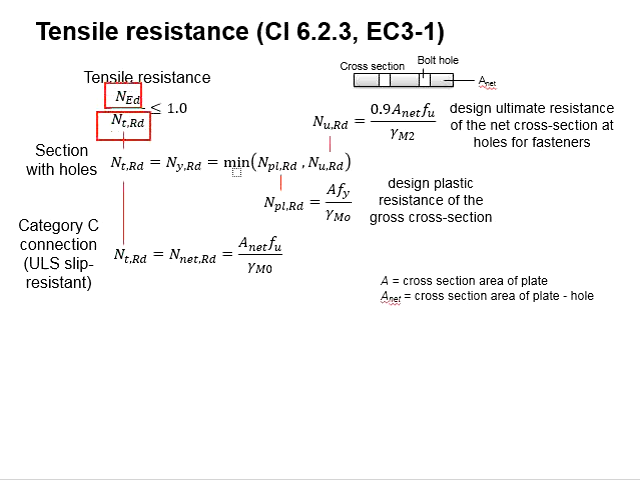 Tensile resistance (Cl 6.2.3, EC3-1)
Cross section
Bolt hole
Anet
Tensile resistance
N_Ed / N_t,Rd ≤ 1.0
N_u,Rd = 0.9A_net f_u / γ_M2
design ultimate resistance
of the net cross-section at
holes for fasteners
Section
with holes
N_t,Rd = N_y,Rd = min(N_pl,Rd , N_u,Rd)
N_pl,Rd = Af_y / γ_Mo
design plastic
resistance of the
gross cross-section
Category C
connection
(ULS slip-
resistant)
N_t,Rd = N_net,Rd = A_net f_u / γ_M0
A = cross section area of plate
Anet = cross section area of plate - hole